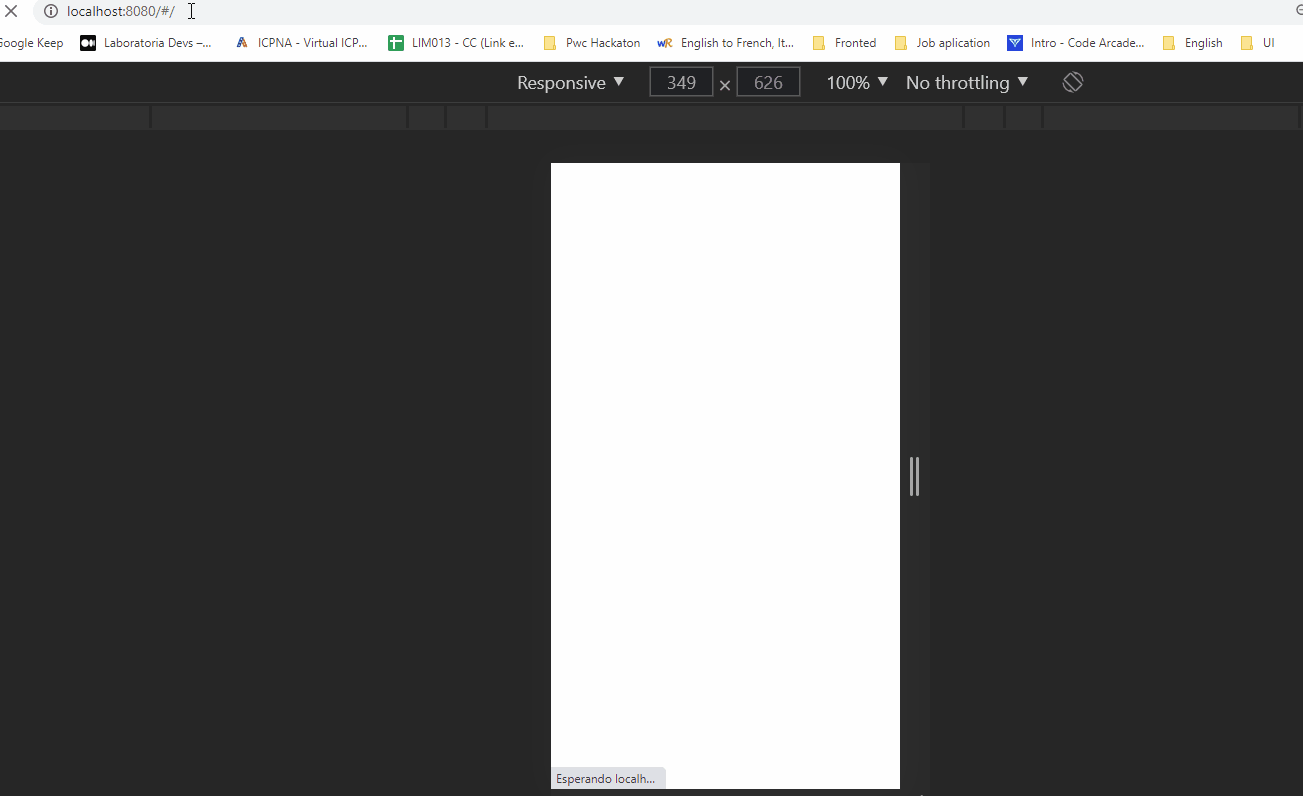 localhost:8080/#/
Google Keep Laboratoria Devs –... ICPNA - Virtual ICP... LIM013 - CC (Link e... Pwc Hackaton WR English to French, It... Fronted Job aplication Intro - Code Arcade... English UI
Responsive 349 × 626 100% No throttling
Esperando localh...